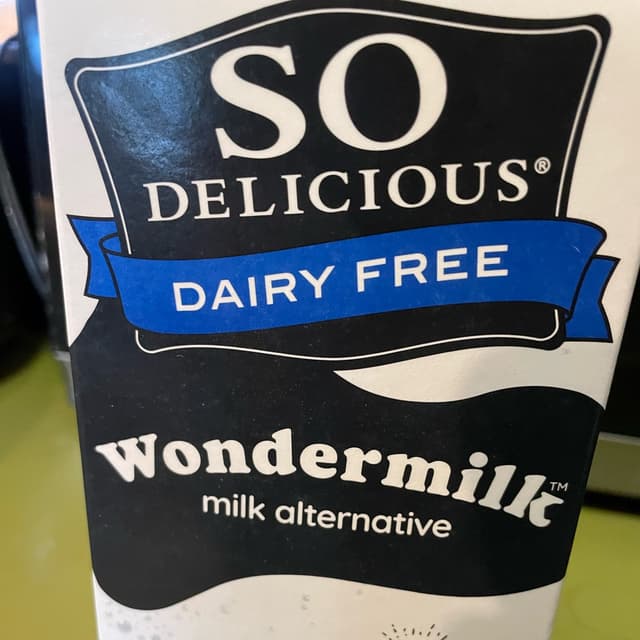 SO
DELICIOUS®
DAIRY FREE
Wondermilk™
milk alternative